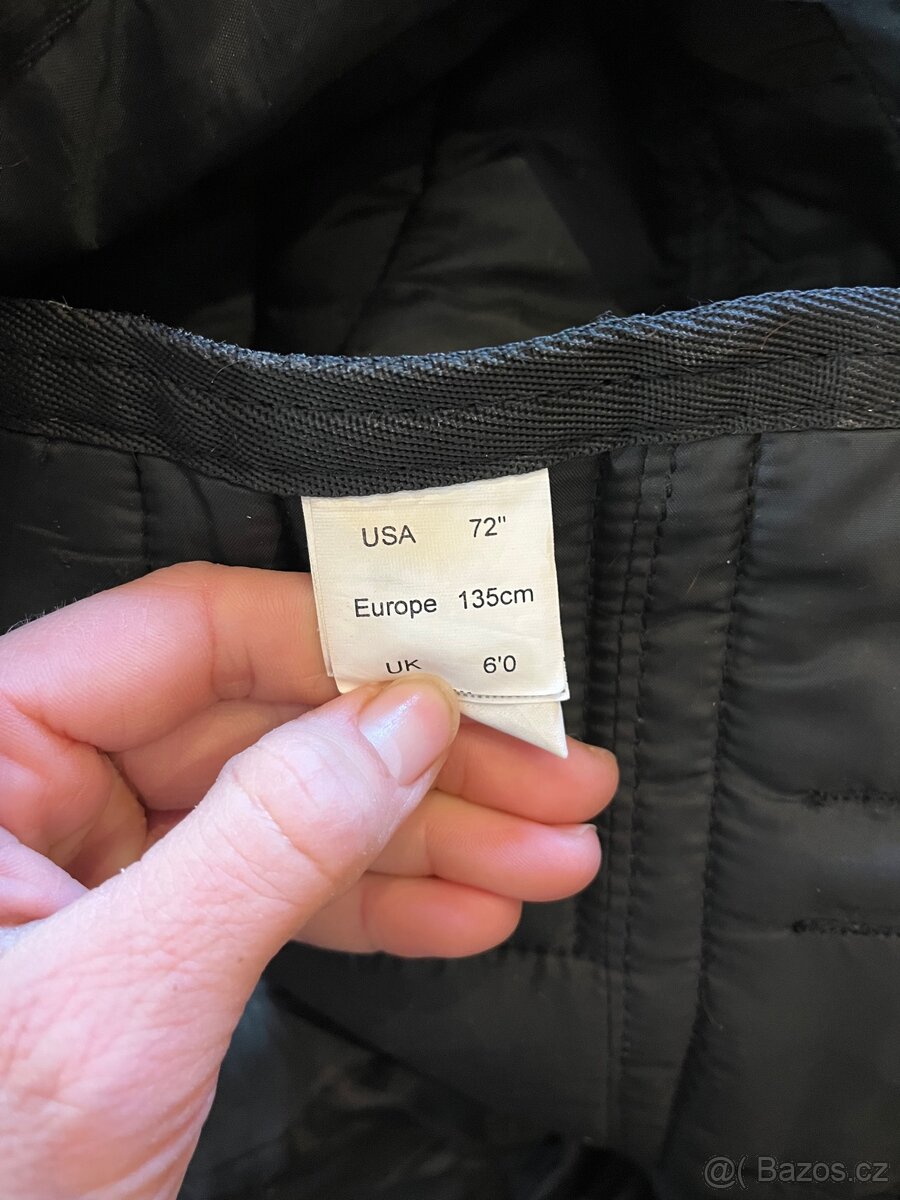 USA 72"
Europe 135cm
UK 6'0
@( Bazos.cz